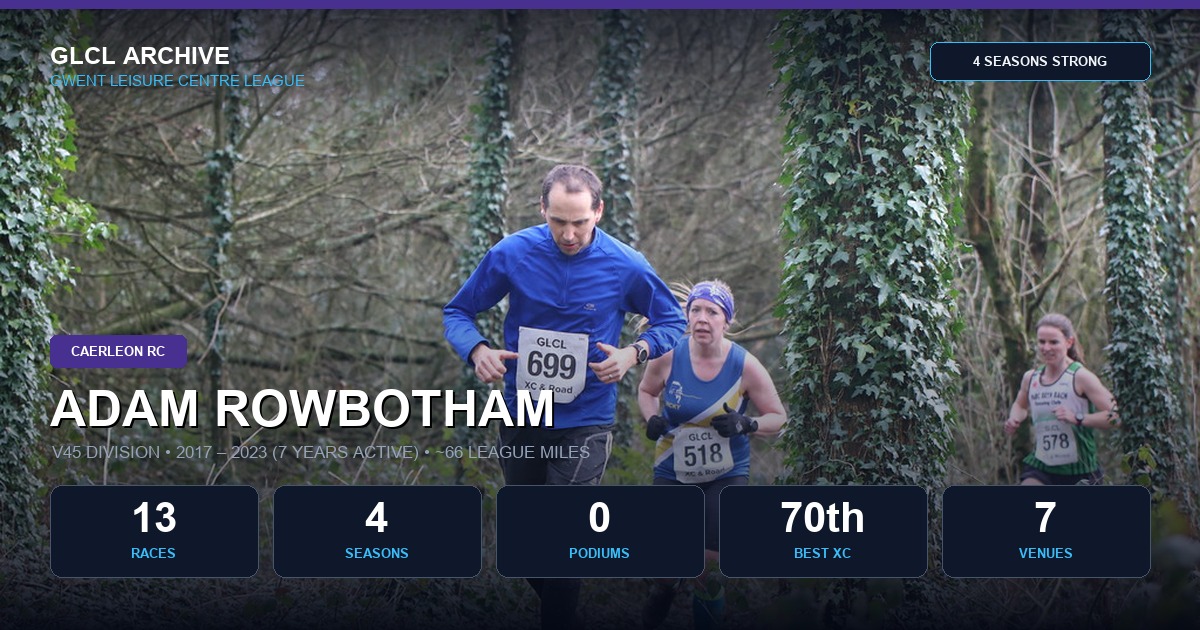 GLCL ARCHIVE
GWENT LEISURE CENTRE LEAGUE
4 SEASONS STRONG
GLCL
699
XC & Road
GLCL
518
XC & Road
GLCL
578
CAERLEON RC
ADAM ROWBOTHAM
V45 DIVISION • 2017 – 2023 (7 YEARS ACTIVE) • ~66 LEAGUE MILES
13
RACES
4
SEASONS
0
PODIUMS
70th
BEST XC
7
VENUES